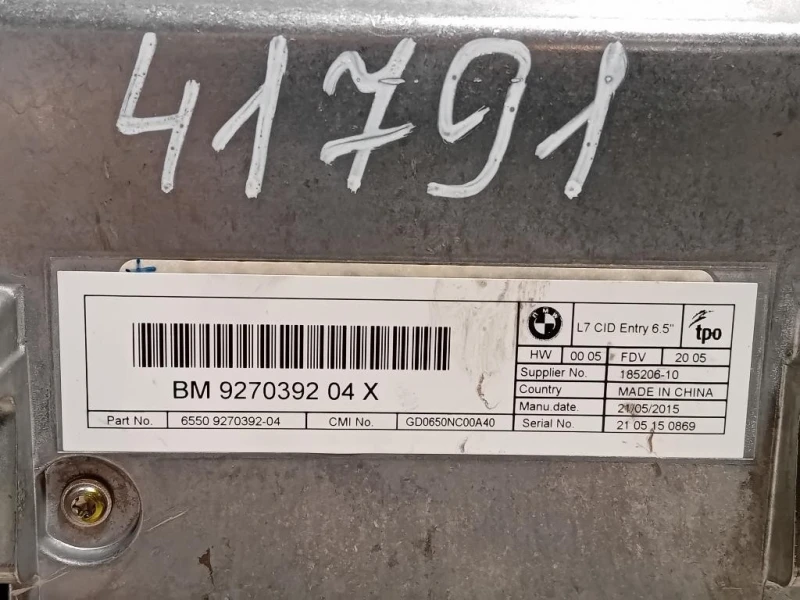 41791
BMW
L7 CID Entry 6.5"
tpo
HW 00 05 FDV 20 05
Supplier No. 185206-10
Country MADE IN CHINA
Manu.date. 21/05/2015
Serial No. 21 05 15 0869
BM 9270392 04 X
Part No. 6550 9270392-04 CMI No. GD0650NC00A40